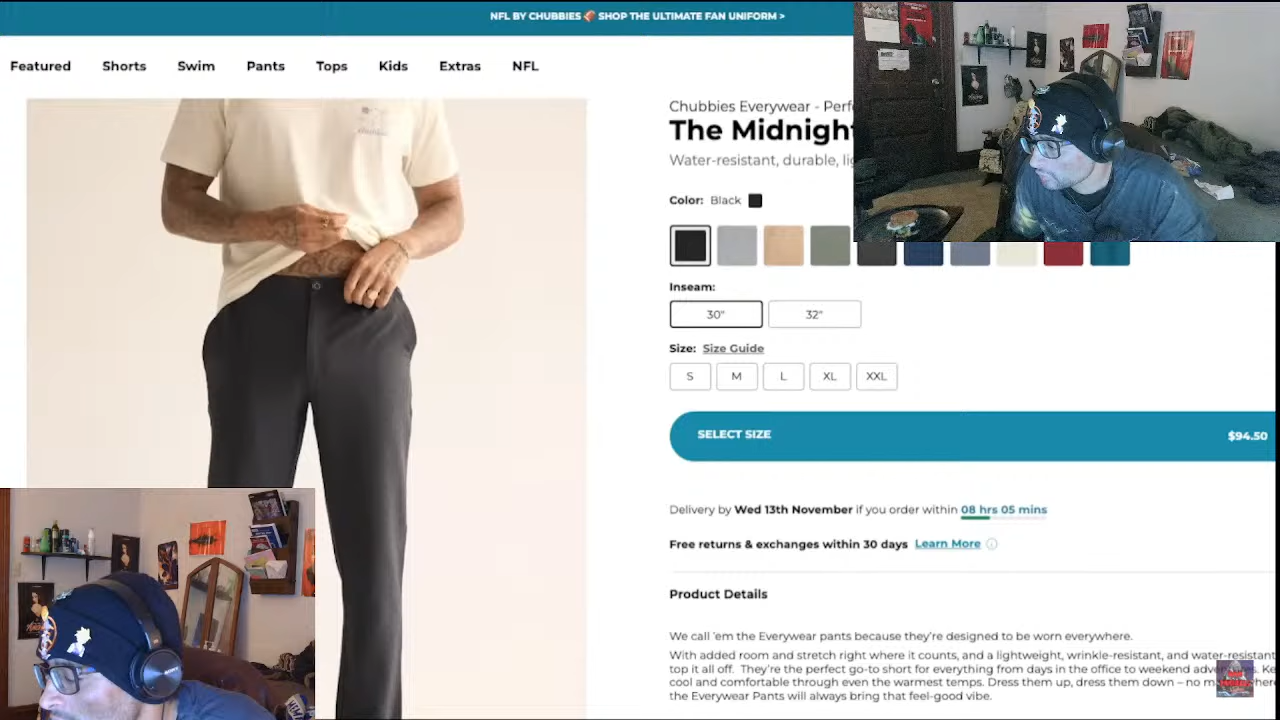 NFL BY CHUBBIES 🏈 SHOP THE ULTIMATE FAN UNIFORM >
Featured Shorts Swim Pants Tops Kids Extras NFL
Chubbies Everywear -
The
Water-resistant, durable,
Color: Black
Inseam:
30" 32"
Size: Size Guide
S M L XL XXL
SELECT SIZE $94.50
Delivery by Wed 13th November if you order within 08 hrs 05 mins
Free returns & exchanges within 30 days Learn More
Product Details
We call 'em the Everywear pants because they're designed to be worn everywhere.
With added room and stretch right where it counts, and a lightweight, wrinkle-resistant, and water-resistant
top it all off. They're the perfect go-to short for everything from days in the office to weekend
cool and comfortable through even the warmest temps. Dress them up, dress them down – no
the Everywear Pants will always bring that feel-good vibe.
SONY